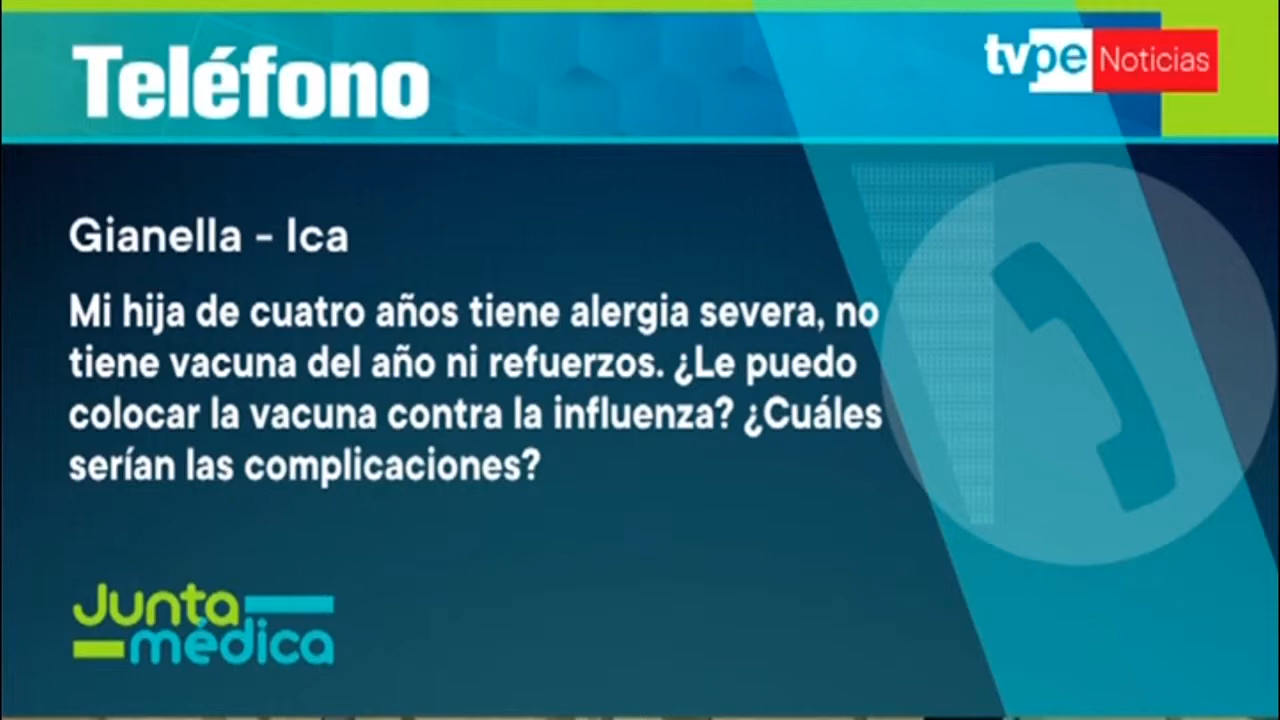 Teléfono
tvpe Noticias
Gianella - Ica
Mi hija de cuatro años tiene alergia severa, no
tiene vacuna del año ni refuerzos. ¿Le puedo
colocar la vacuna contra la influenza? ¿Cuáles
serían las complicaciones?
Junta
médica